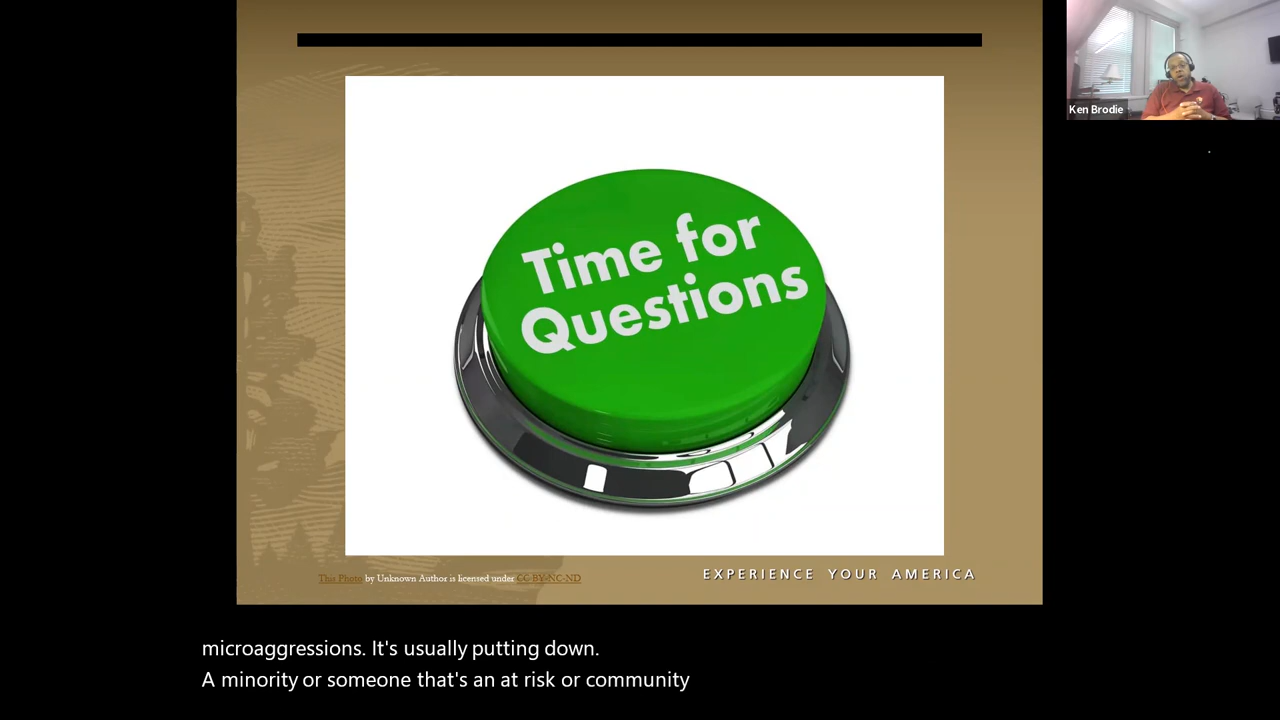 Ken Brodie
Time for
Questions
This Photo by Unknown Author is licensed under CC BY-NC-ND
EXPERIENCE YOUR AMERICA
microaggressions. It's usually putting down.
A minority or someone that's an at risk or community